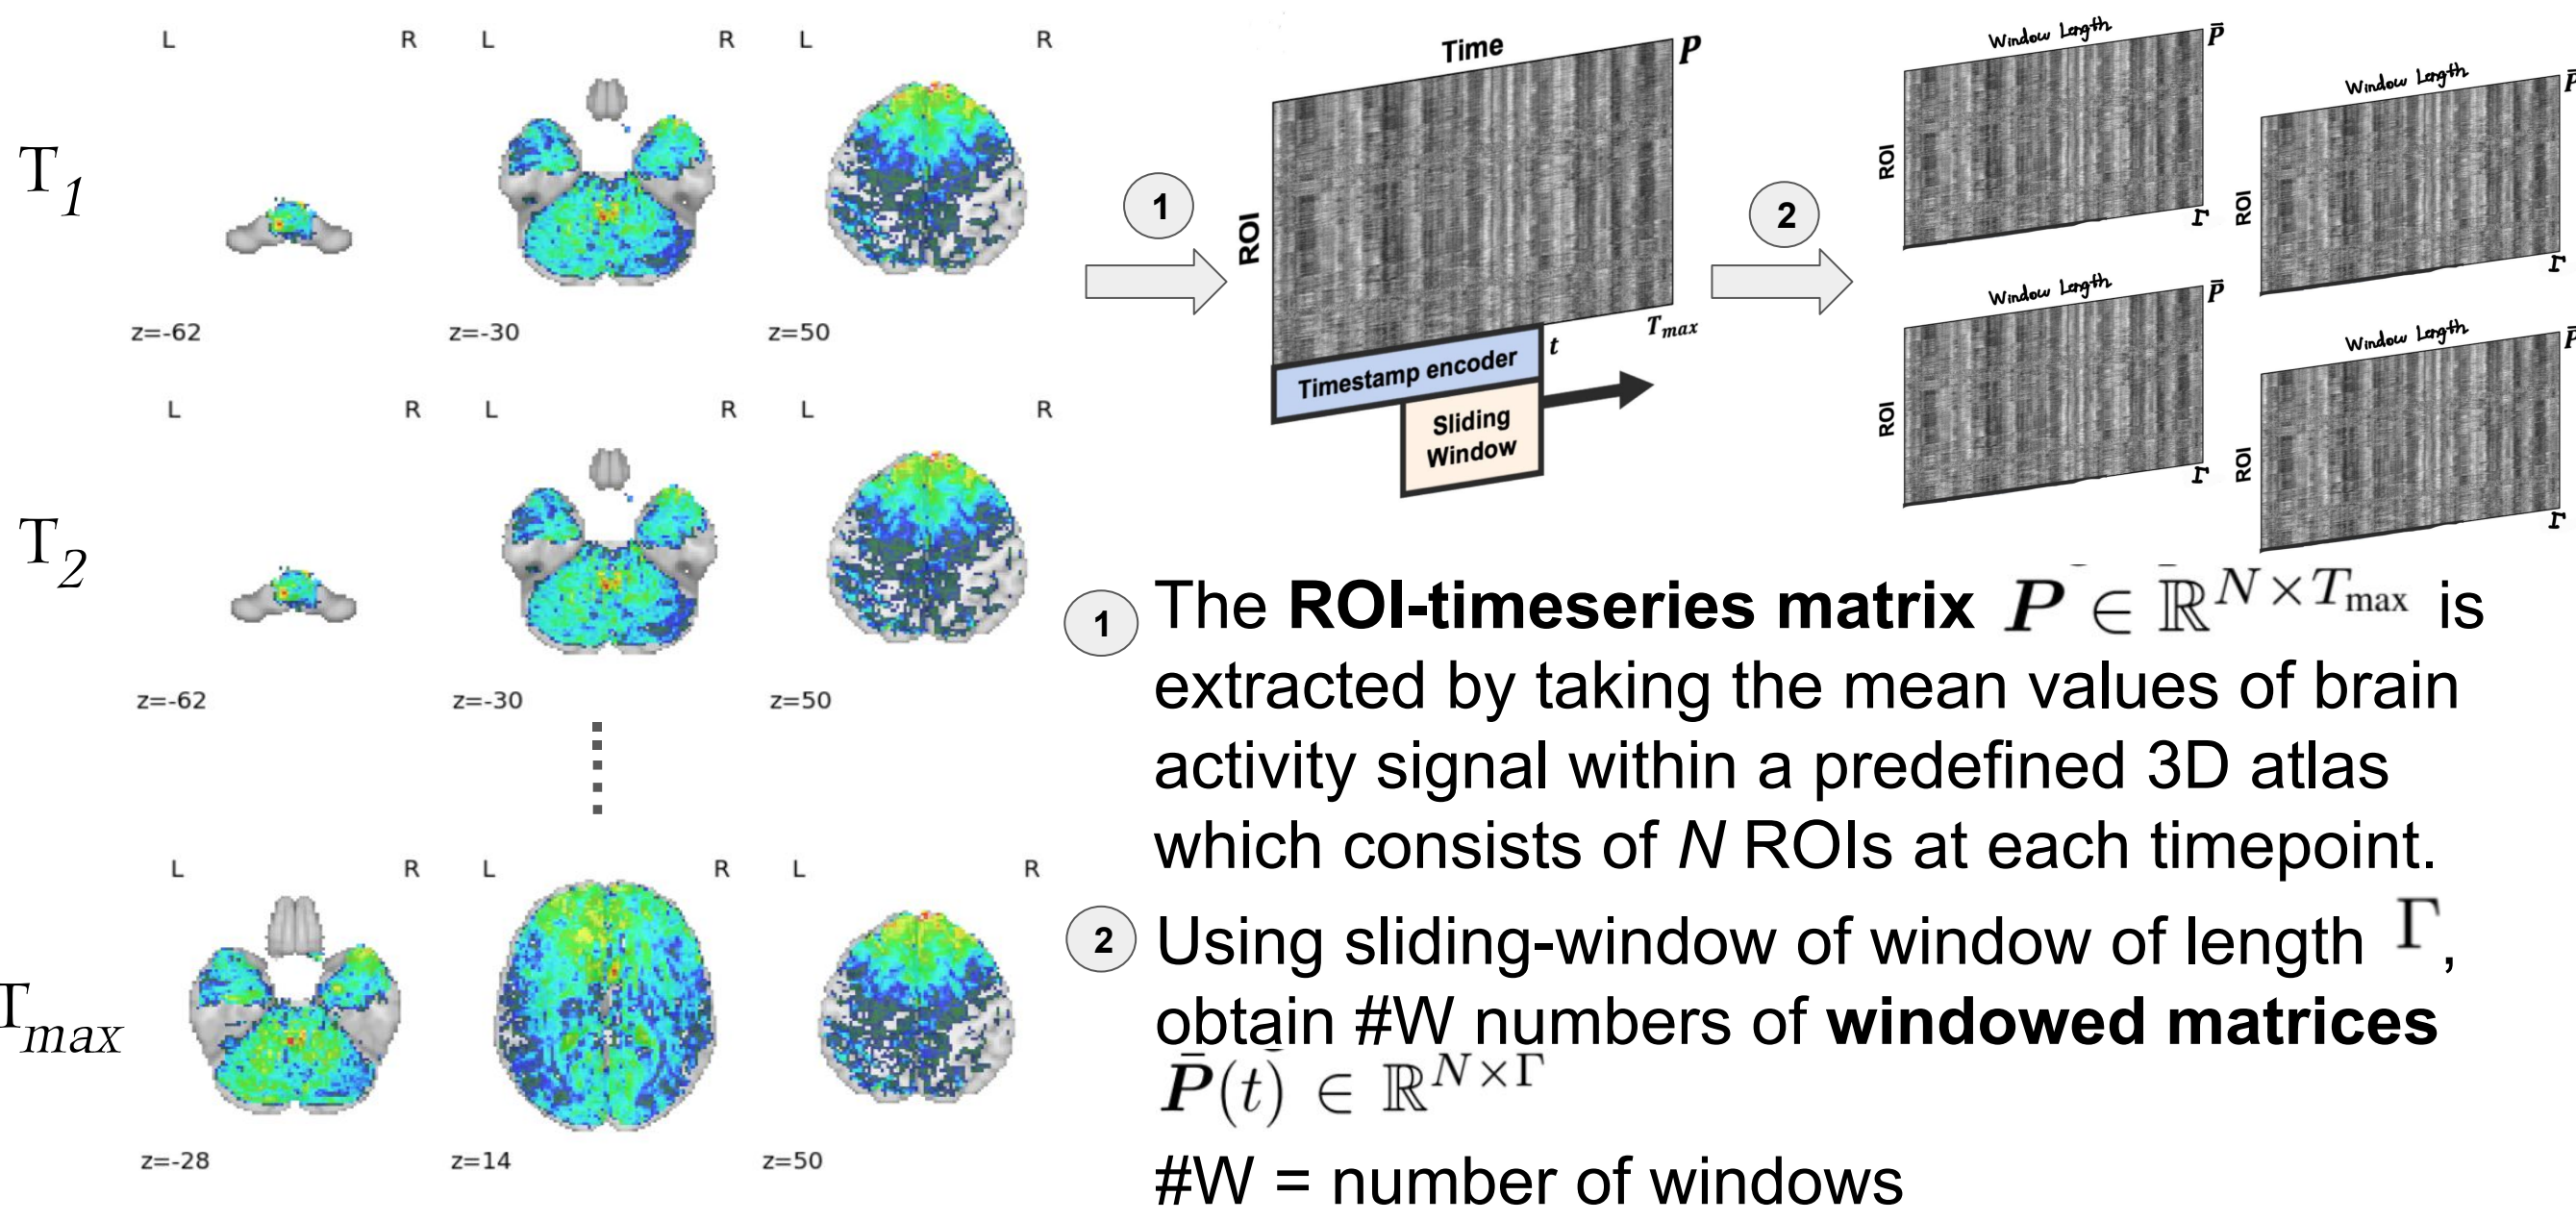 L R L R L R
T1
z=-62 z=-30 z=50
L R L R L R
T2
z=-62 z=-30 z=50
L R L R L R
Tmax
z=-28 z=14 z=50
1
Time
P
ROI
t
Tmax
Timestamp encoder
Sliding
Window
2
Window Length
P̄
ROI
Γ
Window Length
P̄
ROI
Γ
Window Length
P̄
ROI
Γ
Window Length
P̄
ROI
Γ
1 The ROI-timeseries matrix P ∈ ℝ^{N×T_max} is
extracted by taking the mean values of brain
activity signal within a predefined 3D atlas
which consists of N ROIs at each timepoint.
2 Using sliding-window of window of length Γ,
obtain #W numbers of windowed matrices
P̄(t) ∈ ℝ^{N×Γ}
#W = number of windows